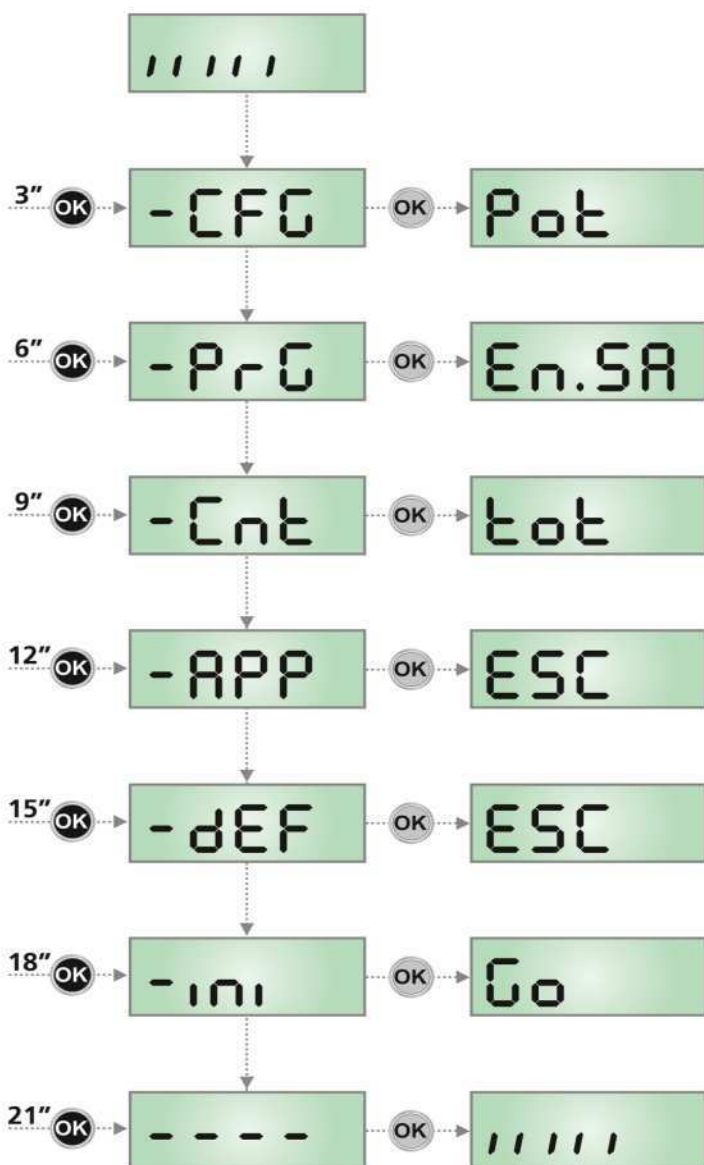 ı ı ı ı ı
3” OK -CFG OK Pot
6” OK -PrG OK En.SA
9” OK -Cnt OK tot
12” OK -APP OK ESC
15” OK -dEF OK ESC
18” OK -ını OK Go
21” OK ---- OK ı ı ı ı ı